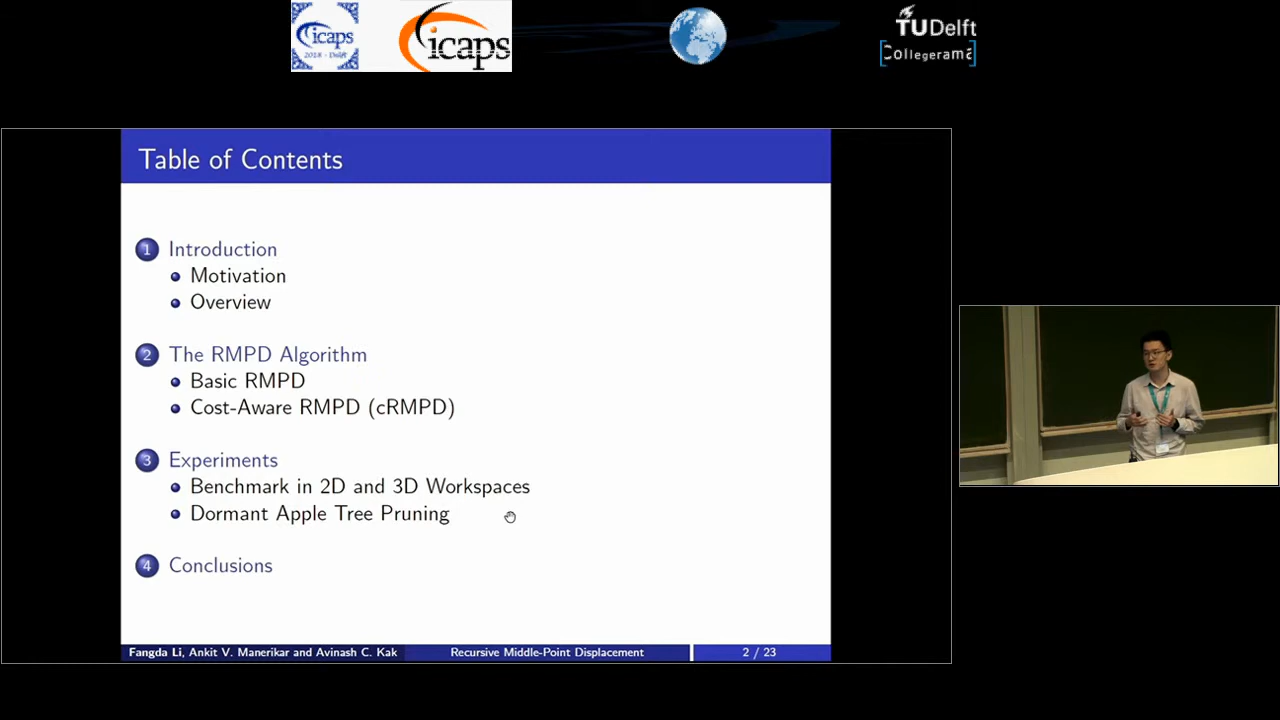 icaps
2018 - Delft
icaps
TUDelft
Collegerama
Table of Contents
1 Introduction
Motivation
Overview
2 The RMPD Algorithm
Basic RMPD
Cost-Aware RMPD (cRMPD)
3 Experiments
Benchmark in 2D and 3D Workspaces
Dormant Apple Tree Pruning
4 Conclusions
Fangda Li, Ankit V. Manerikar and Avinash C. Kak
Recursive Middle-Point Displacement
2 / 23